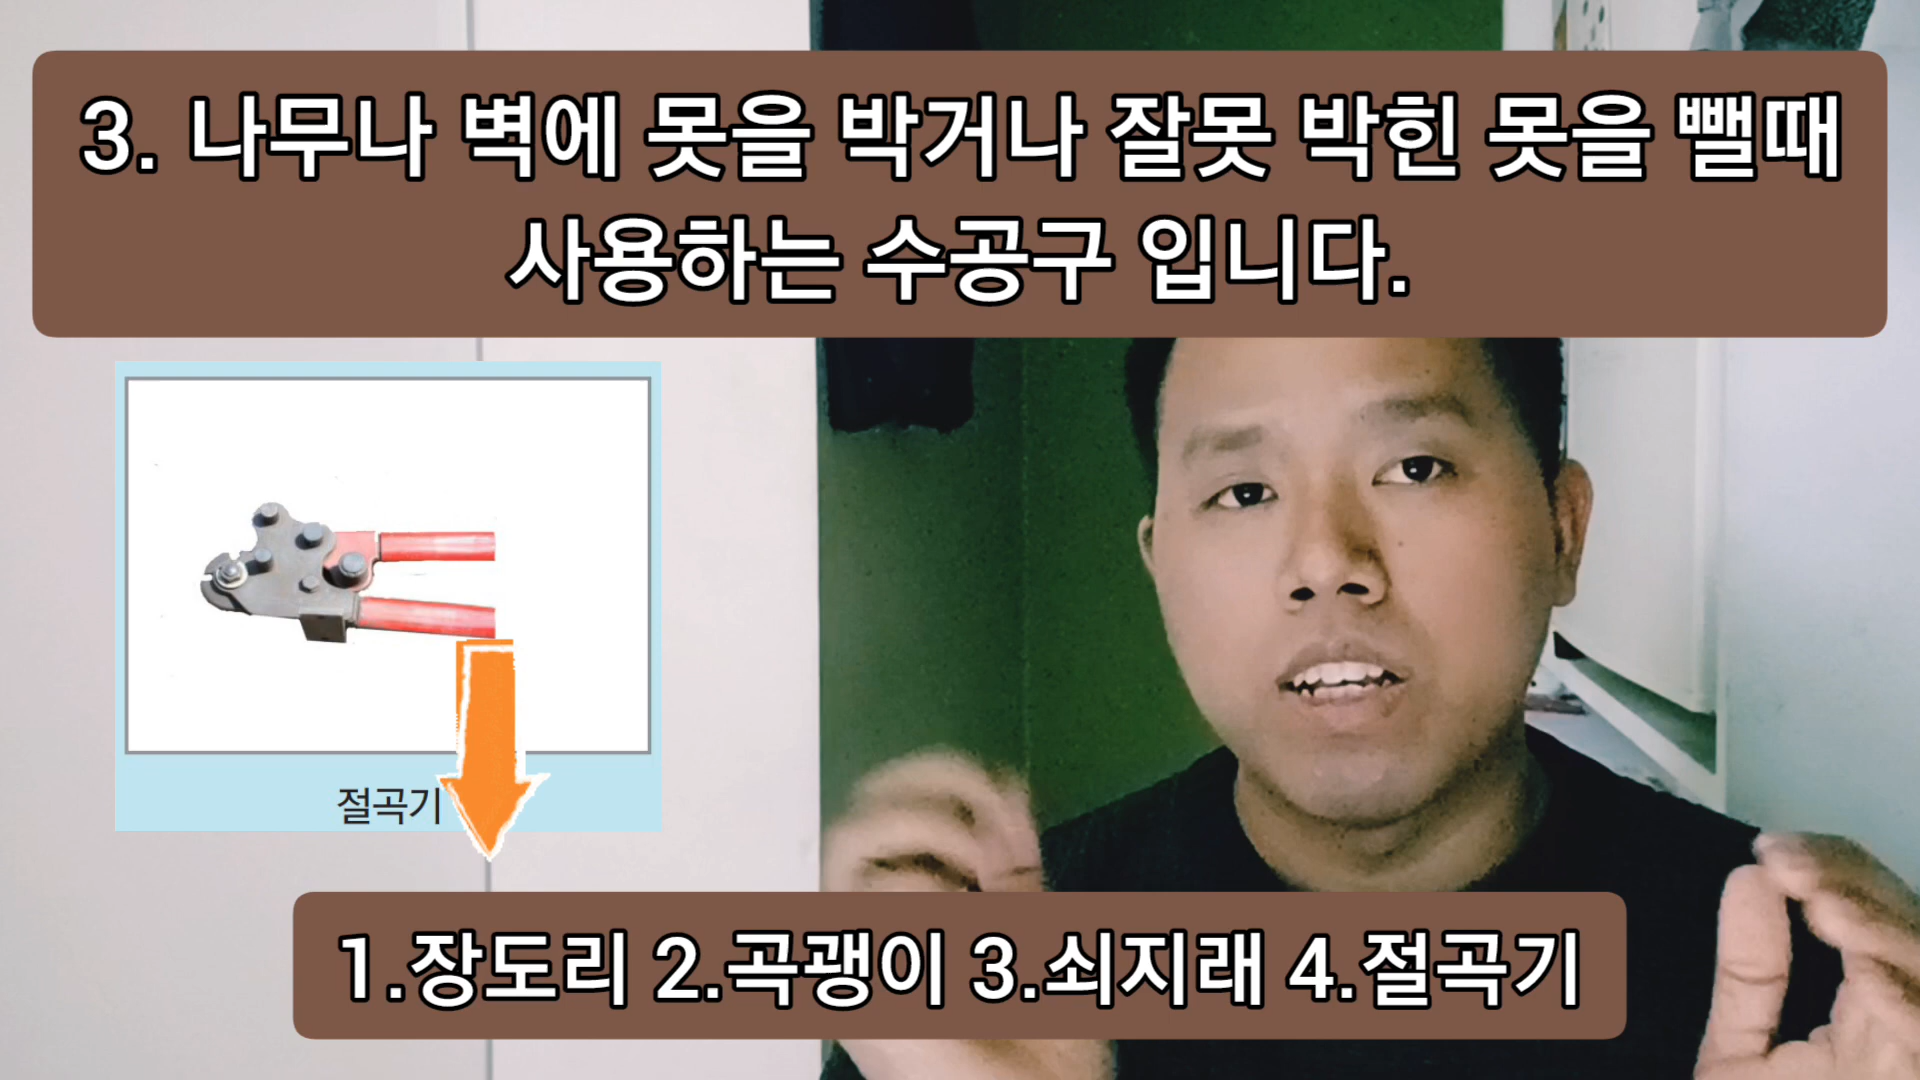 3. 나무나 벽에 못을 박거나 잘못 박힌 못을 뺄때
사용하는 수공구 입니다.
절곡기
1.장도리 2.곡괭이 3.쇠지래 4.절곡기